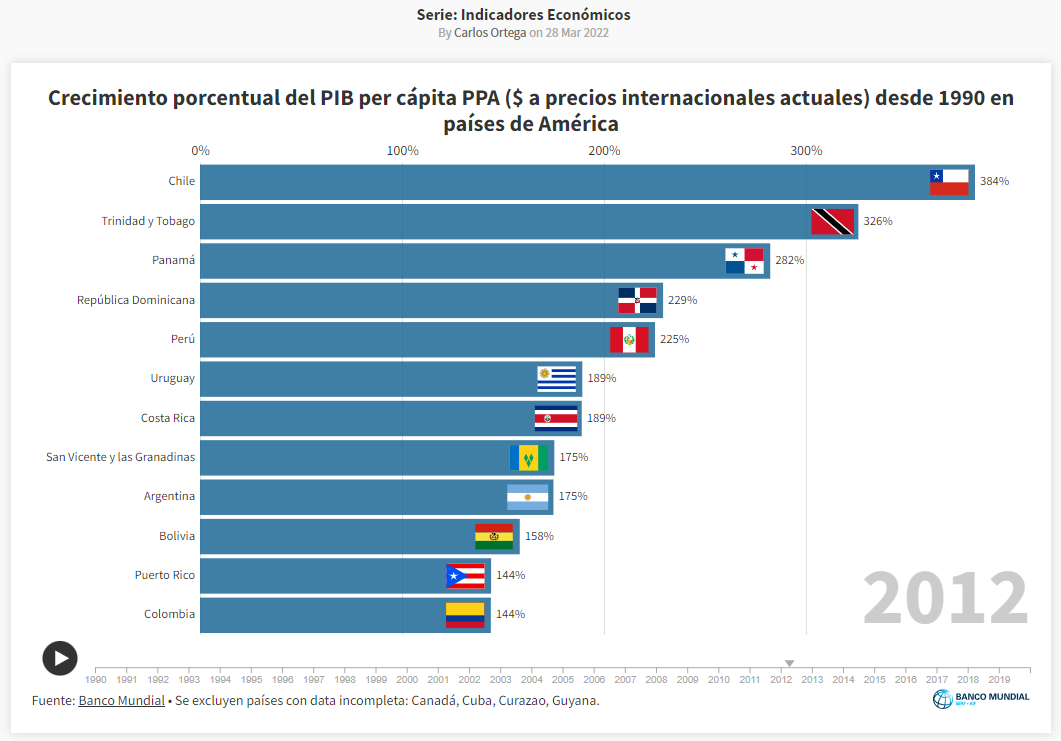 Serie: Indicadores Económicos
By Carlos Ortega on 28 Mar 2022
Crecimiento porcentual del PIB per cápita PPA ($ a precios internacionales actuales) desde 1990 en
países de América
0% 100% 200% 300%
Chile 384%
Trinidad y Tobago 326%
Panamá 282%
República Dominicana 229%
Perú 225%
Uruguay 189%
Costa Rica 189%
San Vicente y las Granadinas 175%
Argentina 175%
Bolivia 158%
Puerto Rico 144%
Colombia 144%
2012
1990 1991 1992 1993 1994 1995 1996 1997 1998 1999 2000 2001 2002 2003 2004 2005 2006 2007 2008 2009 2010 2011 2012 2013 2014 2015 2016 2017 2018 2019
Fuente: Banco Mundial • Se excluyen países con data incompleta: Canadá, Cuba, Curazao, Guyana.
BANCO MUNDIAL
BIRF • AIF